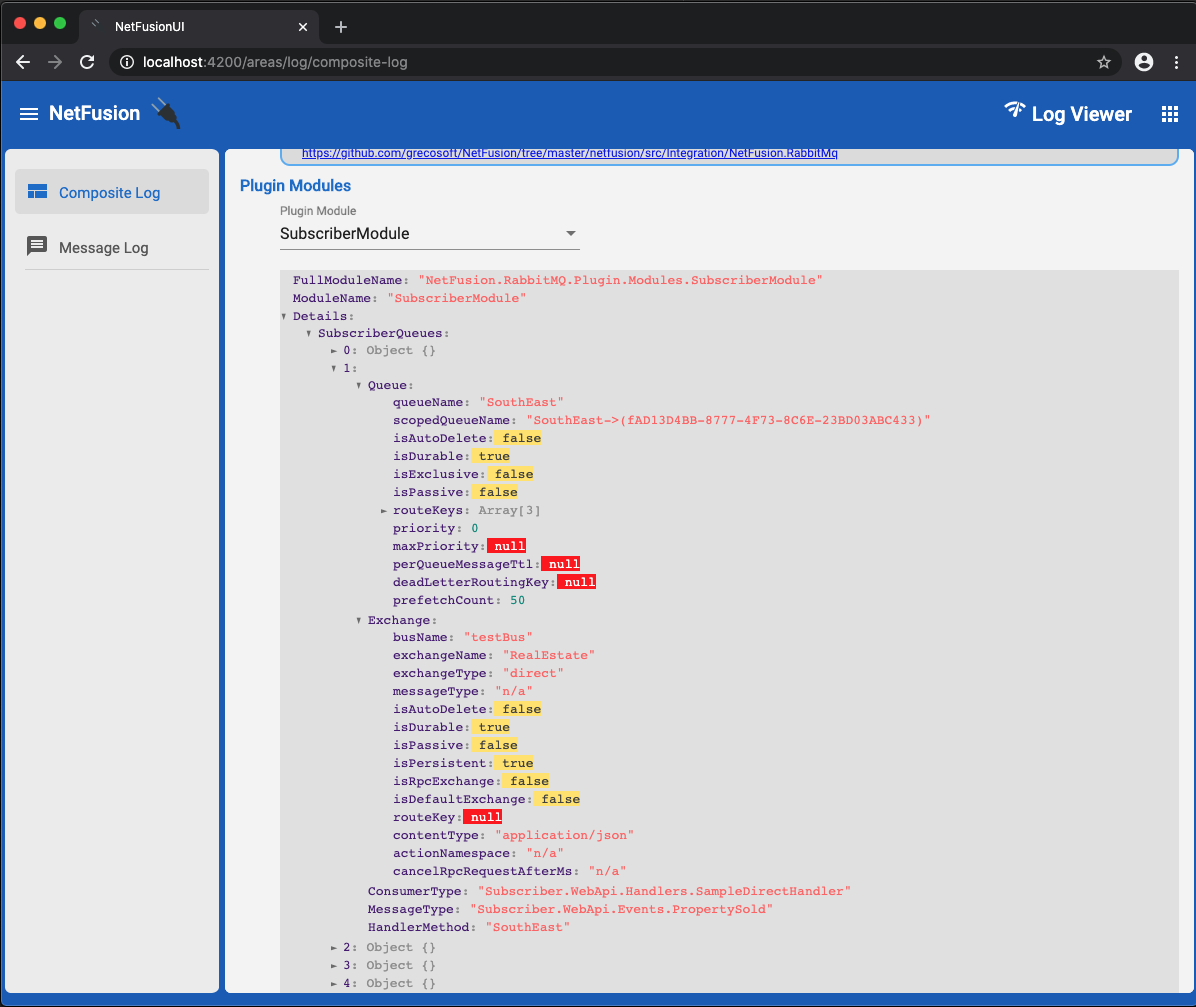 NetFusionUI
localhost:4200/areas/log/composite-log
NetFusion
Log Viewer
Composite Log
Message Log
https://github.com/grecosoft/NetFusion/tree/master/netfusion/src/Integration/NetFusion.RabbitMq
Plugin Modules
Plugin Module
SubscriberModule
FullModuleName: "NetFusion.RabbitMQ.Plugin.Modules.SubscriberModule"
ModuleName: "SubscriberModule"
Details:
SubscriberQueues:
0: Object {}
1:
Queue:
queueName: "SouthEast"
scopedQueueName: "SouthEast->(fAD13D4BB-8777-4F73-8C6E-23BD03ABC433)"
isAutoDelete: false
isDurable: true
isExclusive: false
isPassive: false
routeKeys: Array[3]
priority: 0
maxPriority: null
perQueueMessageTtl: null
deadLetterRoutingKey: null
prefetchCount: 50
Exchange:
busName: "testBus"
exchangeName: "RealEstate"
exchangeType: "direct"
messageType: "n/a"
isAutoDelete: false
isDurable: true
isPassive: false
isPersistent: true
isRpcExchange: false
isDefaultExchange: false
routeKey: null
contentType: "application/json"
actionNamespace: "n/a"
cancelRpcRequestAfterMs: "n/a"
ConsumerType: "Subscriber.WebApi.Handlers.SampleDirectHandler"
MessageType: "Subscriber.WebApi.Events.PropertySold"
HandlerMethod: "SouthEast"
2: Object {}
3: Object {}
4: Object {}